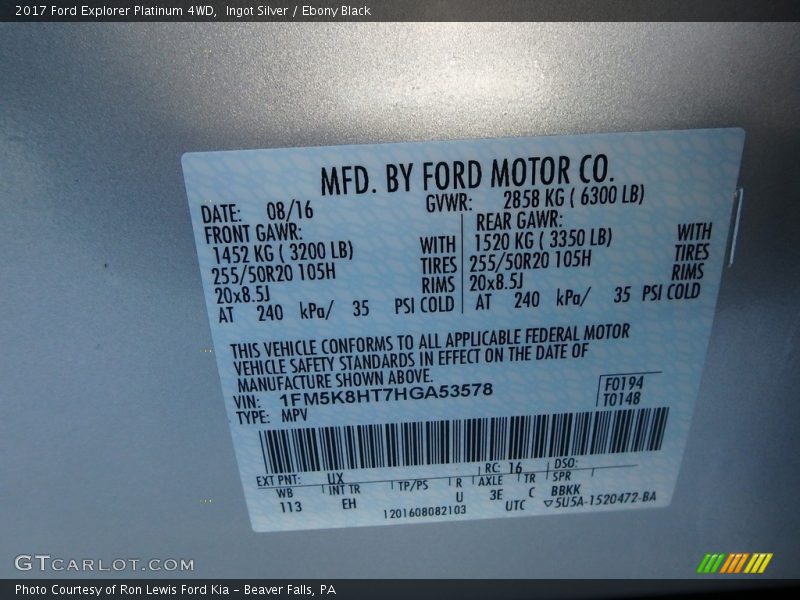 2017 Ford Explorer Platinum 4WD,  Ingot Silver / Ebony Black
MFD. BY FORD MOTOR CO.
DATE: 08/16 GVWR: 2858 KG ( 6300 LB)
FRONT GAWR: REAR GAWR:
1452 KG ( 3200 LB) WITH 1520 KG ( 3350 LB) WITH
255/50R20 105H TIRES 255/50R20 105H TIRES
20x8.5J RIMS 20x8.5J RIMS
AT 240 kPa/ 35 PSI COLD AT 240 kPa/ 35 PSI COLD
THIS VEHICLE CONFORMS TO ALL APPLICABLE FEDERAL MOTOR
VEHICLE SAFETY STANDARDS IN EFFECT ON THE DATE OF
MANUFACTURE SHOWN ABOVE.
VIN: 1FM5K8HT7HGA53578 F0194
TYPE: MPV T0148
EXT PNT: UX RC: 16 DSO:
WB INT TR TP/PS R AXLE TR SPR
113 EH U 3E C BBKK
1201608082103 UTC ▽5U5A-1520472-BA
GTCARLOT.COM
Photo Courtesy of Ron Lewis Ford Kia – Beaver Falls, PA